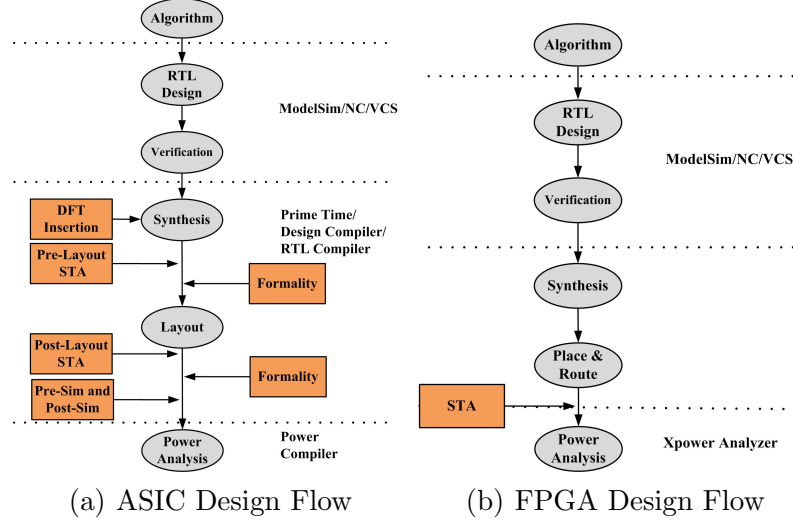 Algorithm
RTL
Design
ModelSim/NC/VCS
Verification
DFT
Insertion
Synthesis
Prime Time/
Design Compiler/
RTL Compiler
Pre-Layout
STA
Formality
Layout
Post-Layout
STA
Formality
Pre-Sim and
Post-Sim
Power
Analysis
Power
Compiler
(a) ASIC Design Flow
Algorithm
RTL
Design
ModelSim/NC/VCS
Verification
Synthesis
Place &
Route
STA
Power
Analysis
Xpower Analyzer
(b) FPGA Design Flow